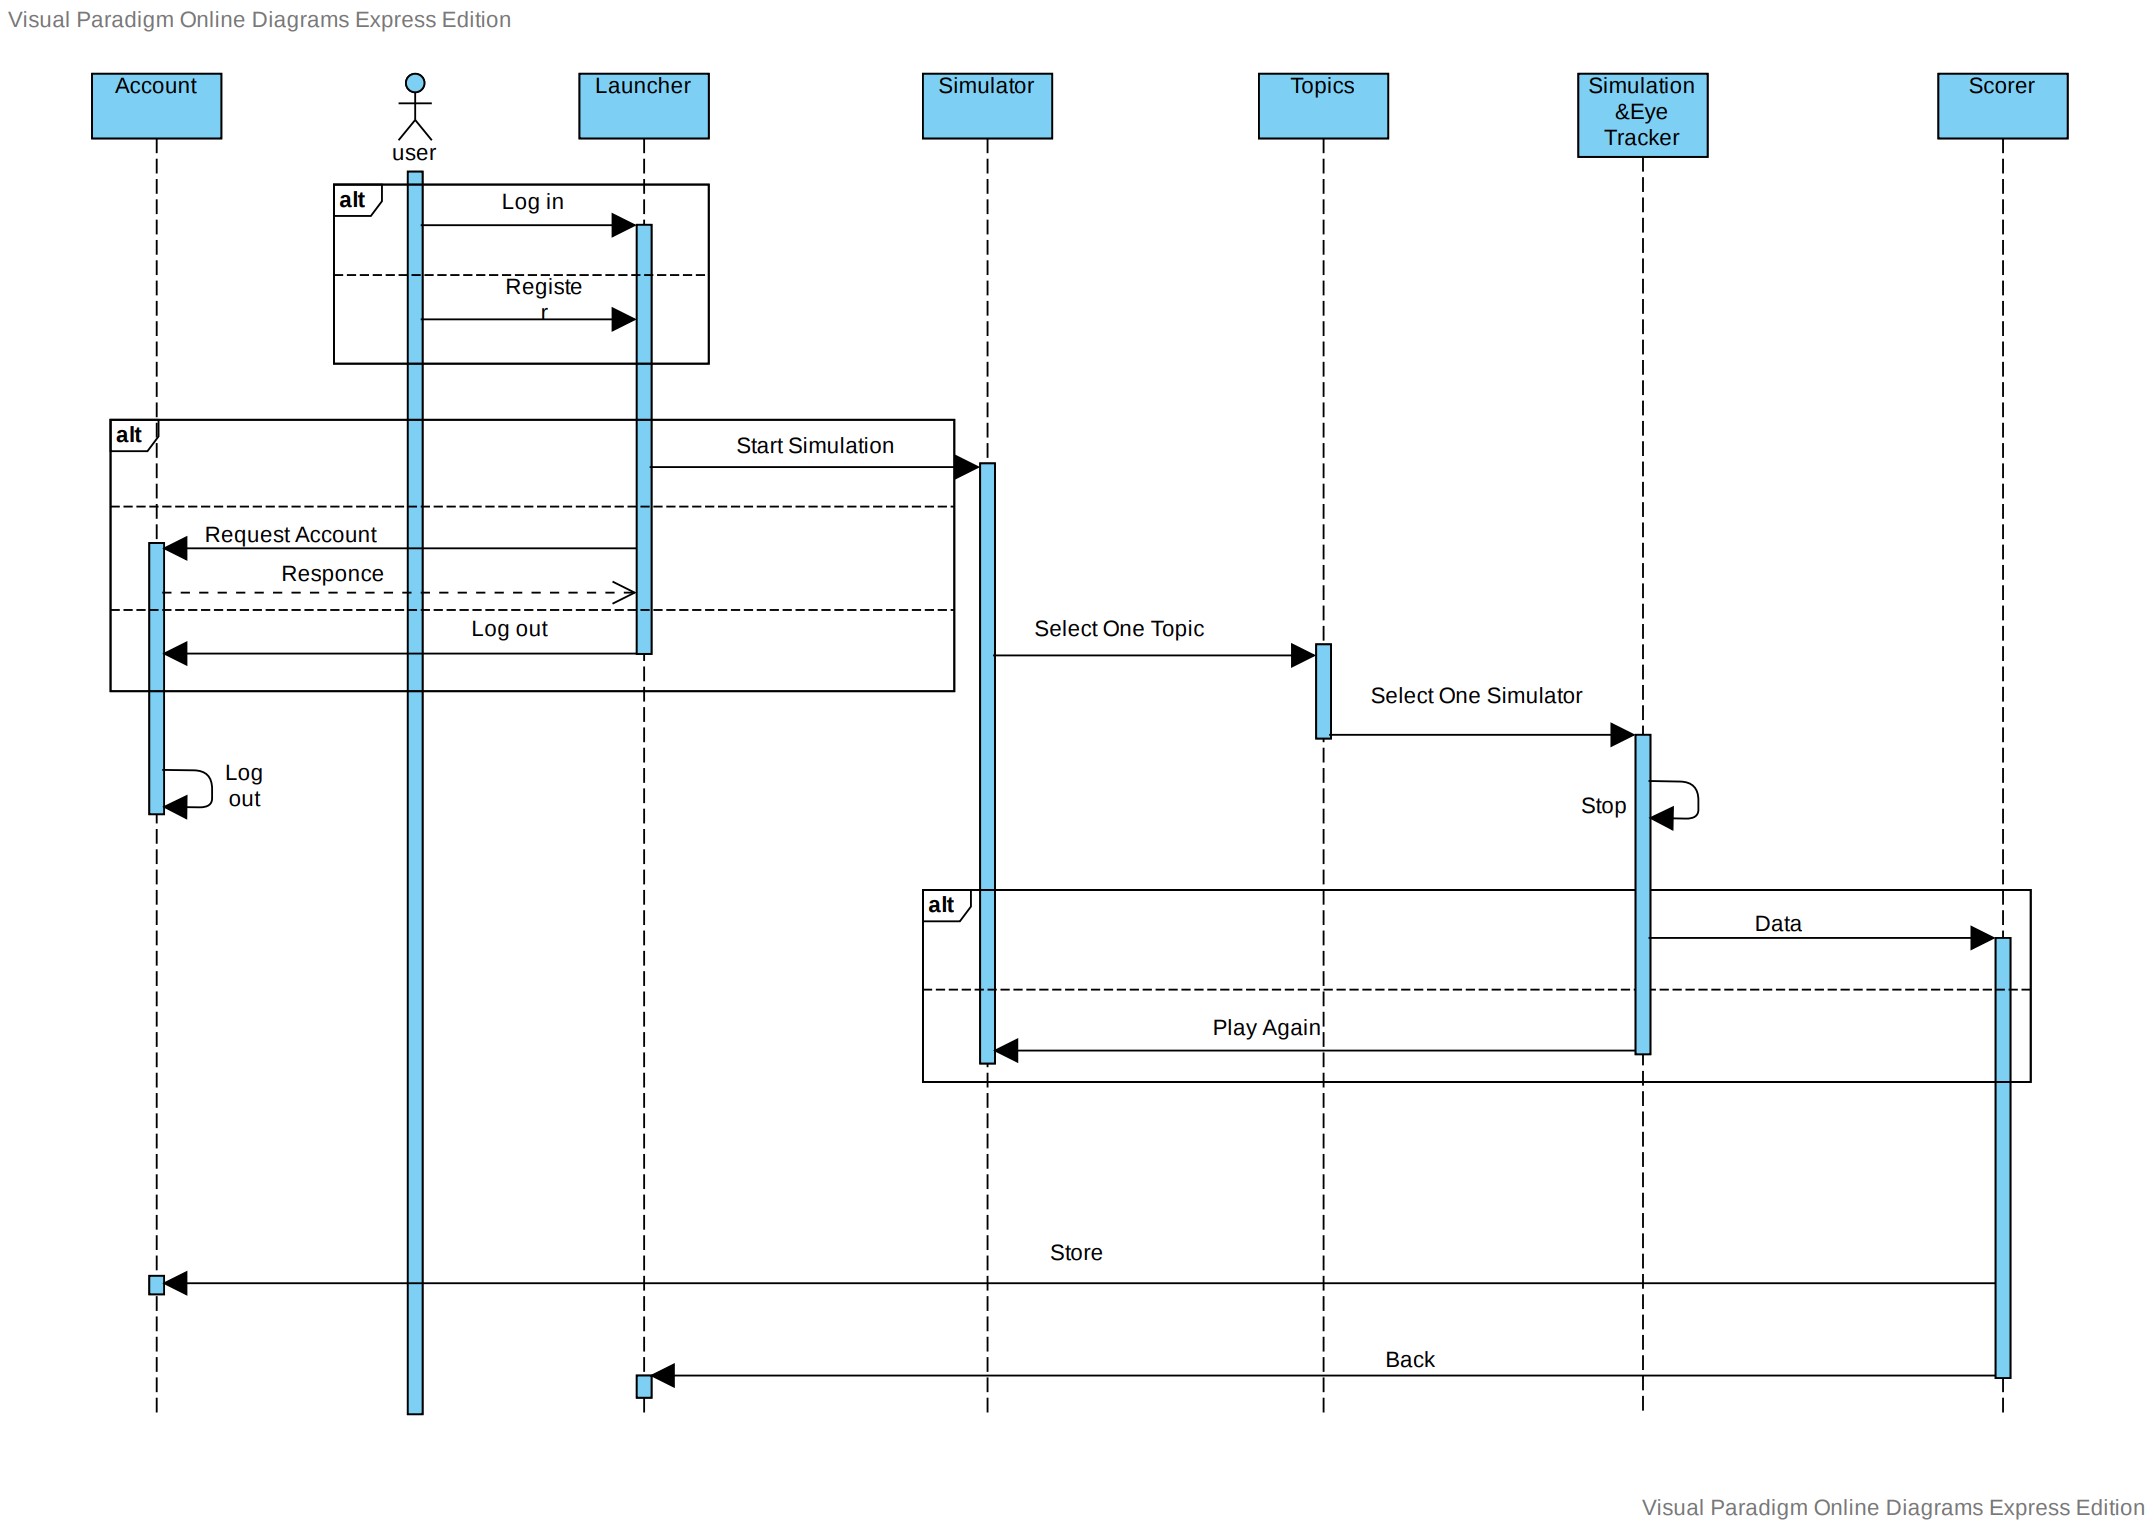 Visual Paradigm Online Diagrams Express Edition
Account
user
Launcher
Simulator
Topics
Simulation
&Eye
Tracker
Scorer
alt
Log in
Registe
r
alt
Start Simulation
Request Account
Responce
Log out
Select One Topic
Select One Simulator
Log
out
Stop
alt
Data
Play Again
Store
Back
Visual Paradigm Online Diagrams Express Edition